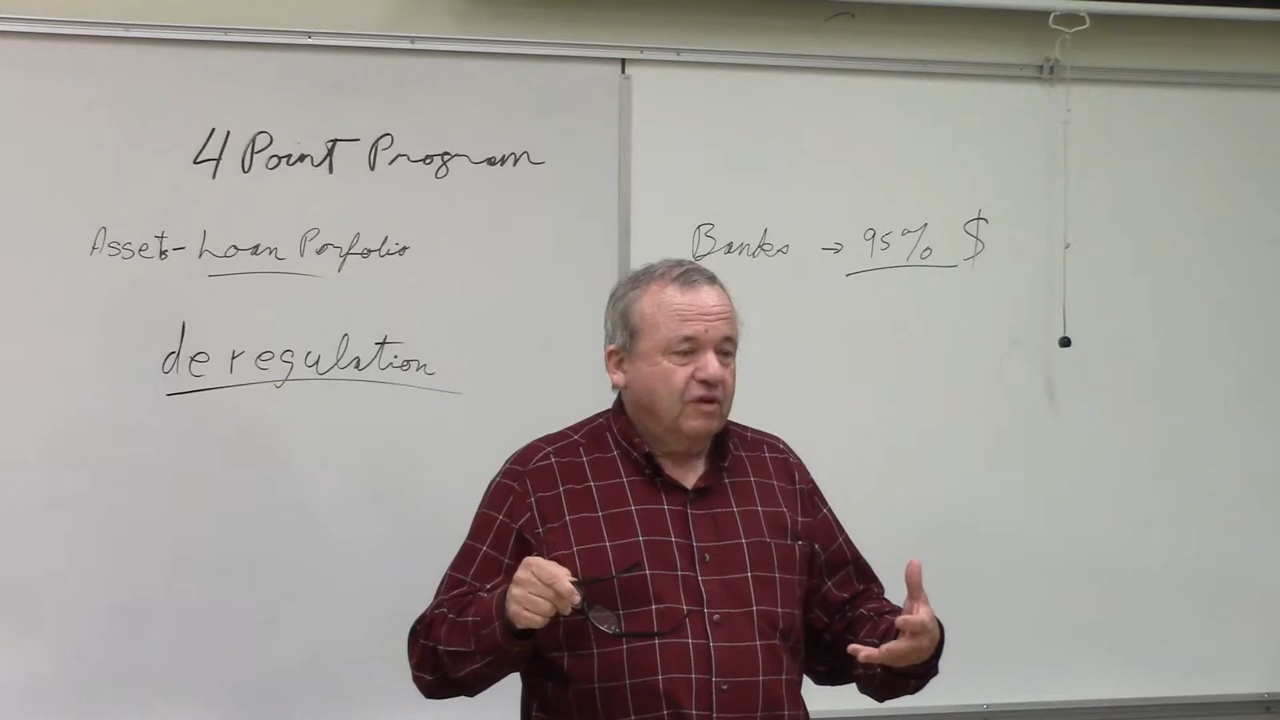 4 Point Program
Assets-Loan Porfolio
deregulation
Banks → 95% $